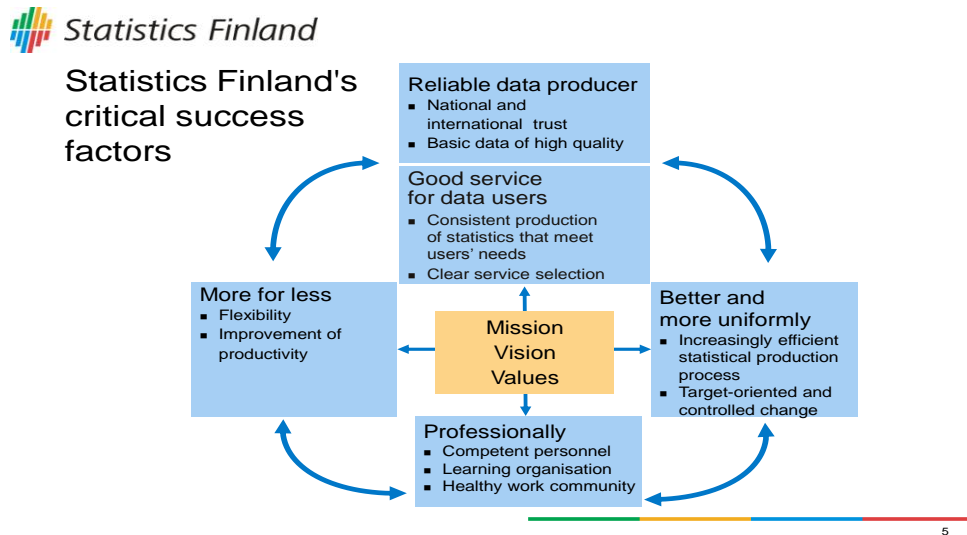 Statistics Finland
Statistics Finland's
critical success
factors
Reliable data producer
▪ National and
international trust
▪ Basic data of high quality
Good service
for data users
▪ Consistent production
of statistics that meet
users’ needs
▪ Clear service selection
More for less
▪ Flexibility
▪ Improvement of
productivity
Mission
Vision
Values
Better and
more uniformly
▪ Increasingly efficient
statistical production
process
▪ Target-oriented and
controlled change
Professionally
▪ Competent personnel
▪ Learning organisation
▪ Healthy work community
5